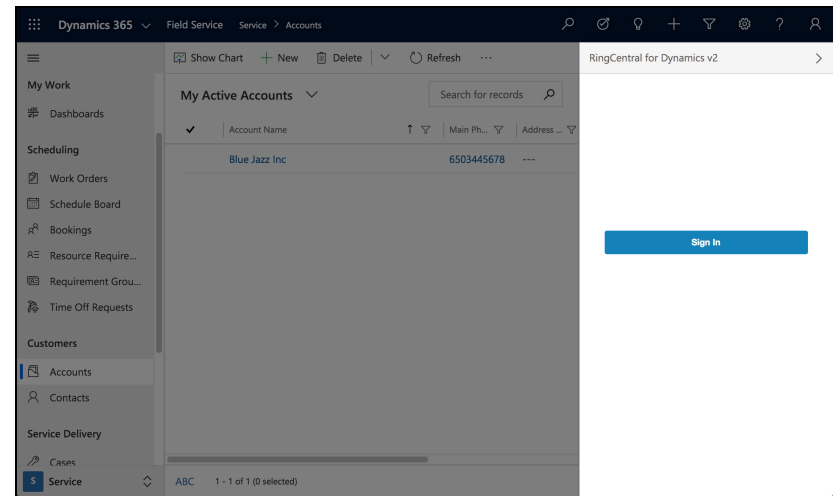 Dynamics 365 Field Service Service > Accounts
RingCentral for Dynamics v2
Show Chart New Delete Refresh ...
My Work
Dashboards
Scheduling
Work Orders
Schedule Board
Bookings
Resource Require...
Requirement Grou...
Time Off Requests
Customers
Accounts
Contacts
Service Delivery
Cases
S Service
My Active Accounts
Search for records
Account Name Main Ph... Address ...
Blue Jazz Inc 6503445678 ---
ABC 1 - 1 of 1 (0 selected)
Sign In